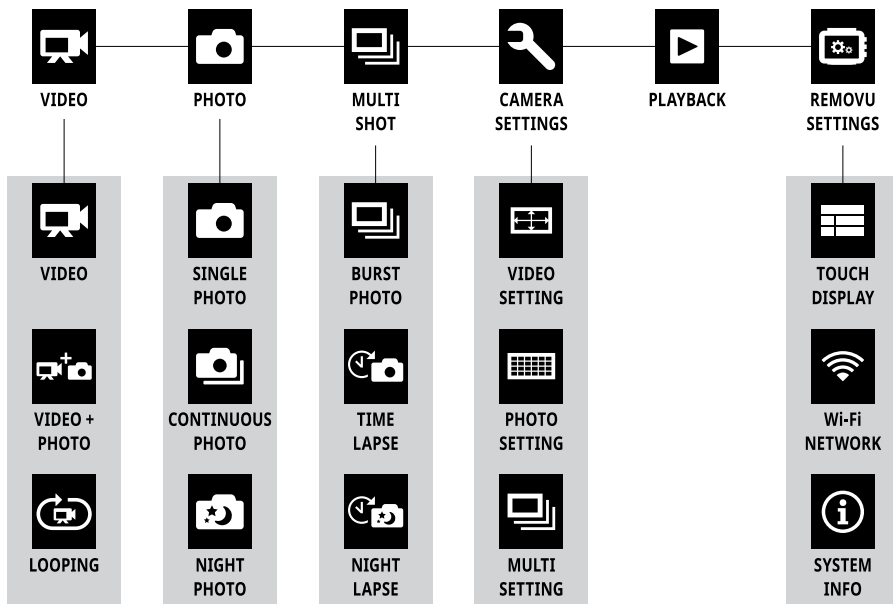 VIDEO
PHOTO
MULTI
SHOT
CAMERA
SETTINGS
PLAYBACK
REMOVU
SETTINGS
VIDEO
SINGLE
PHOTO
BURST
PHOTO
VIDEO
SETTING
TOUCH
DISPLAY
VIDEO +
PHOTO
CONTINUOUS
PHOTO
TIME
LAPSE
PHOTO
SETTING
Wi-Fi
NETWORK
LOOPING
NIGHT
PHOTO
NIGHT
LAPSE
MULTI
SETTING
SYSTEM
INFO